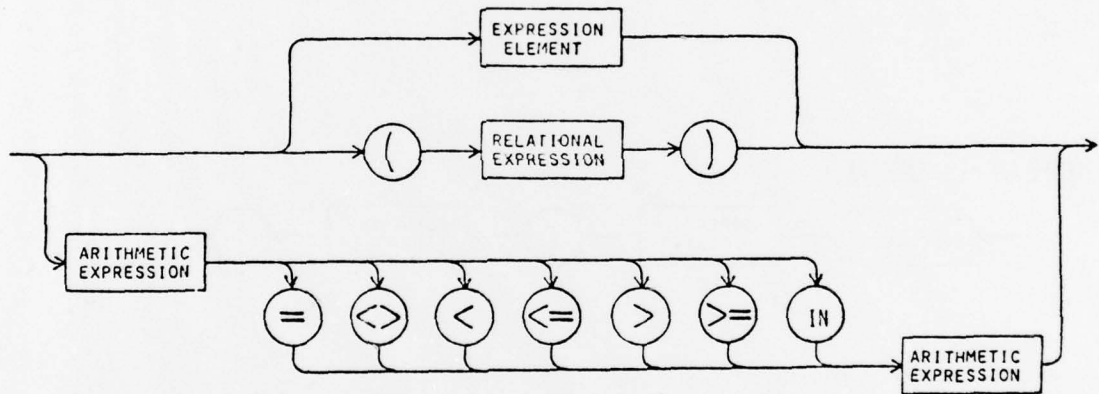 EXPRESSION
ELEMENT
( RELATIONAL )
EXPRESSION
ARITHMETIC
EXPRESSION
= <> < <= > >= IN
ARITHMETIC
EXPRESSION